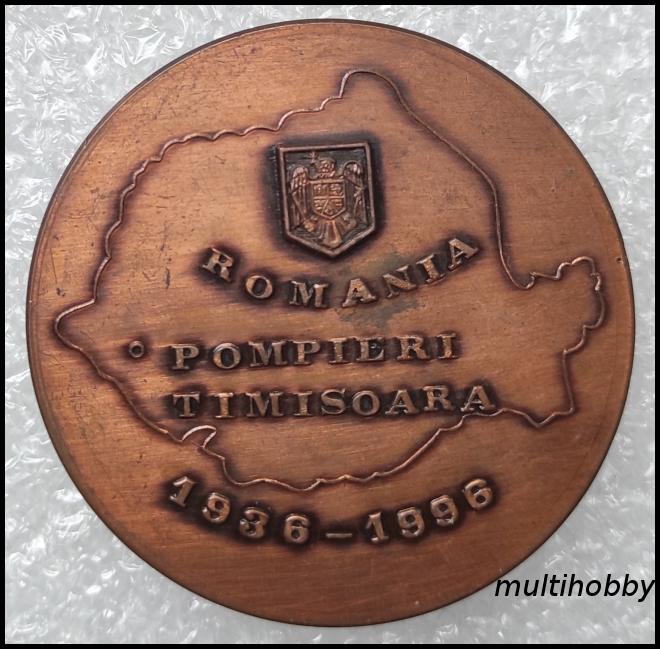 ROMANIA
POMPIERI
TIMISOARA
1936-1996
multihobby